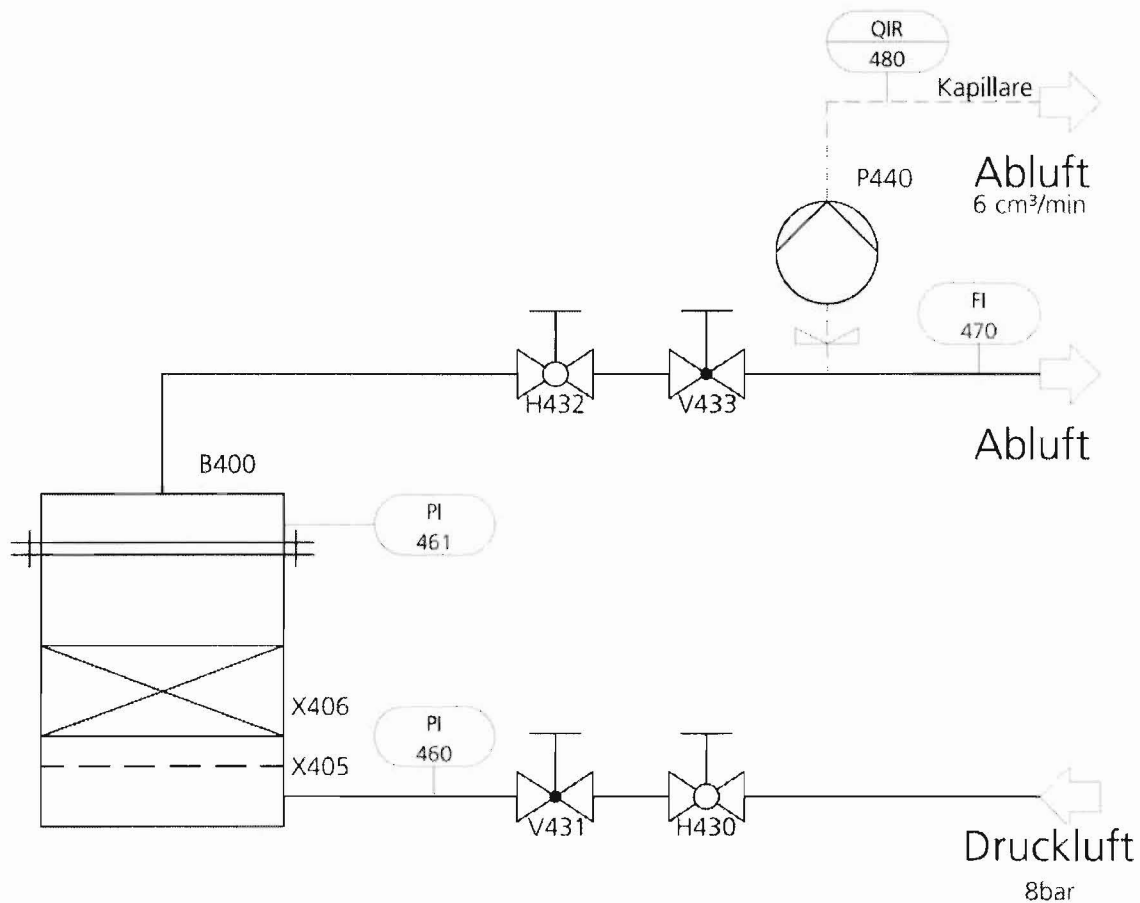 QIR
480
Kapillare
P440
Abluft
6 cm³/min
FI
470
H432
V433
Abluft
B400
PI
461
X406
PI
460
X405
V431
H430
Druckluft
8bar